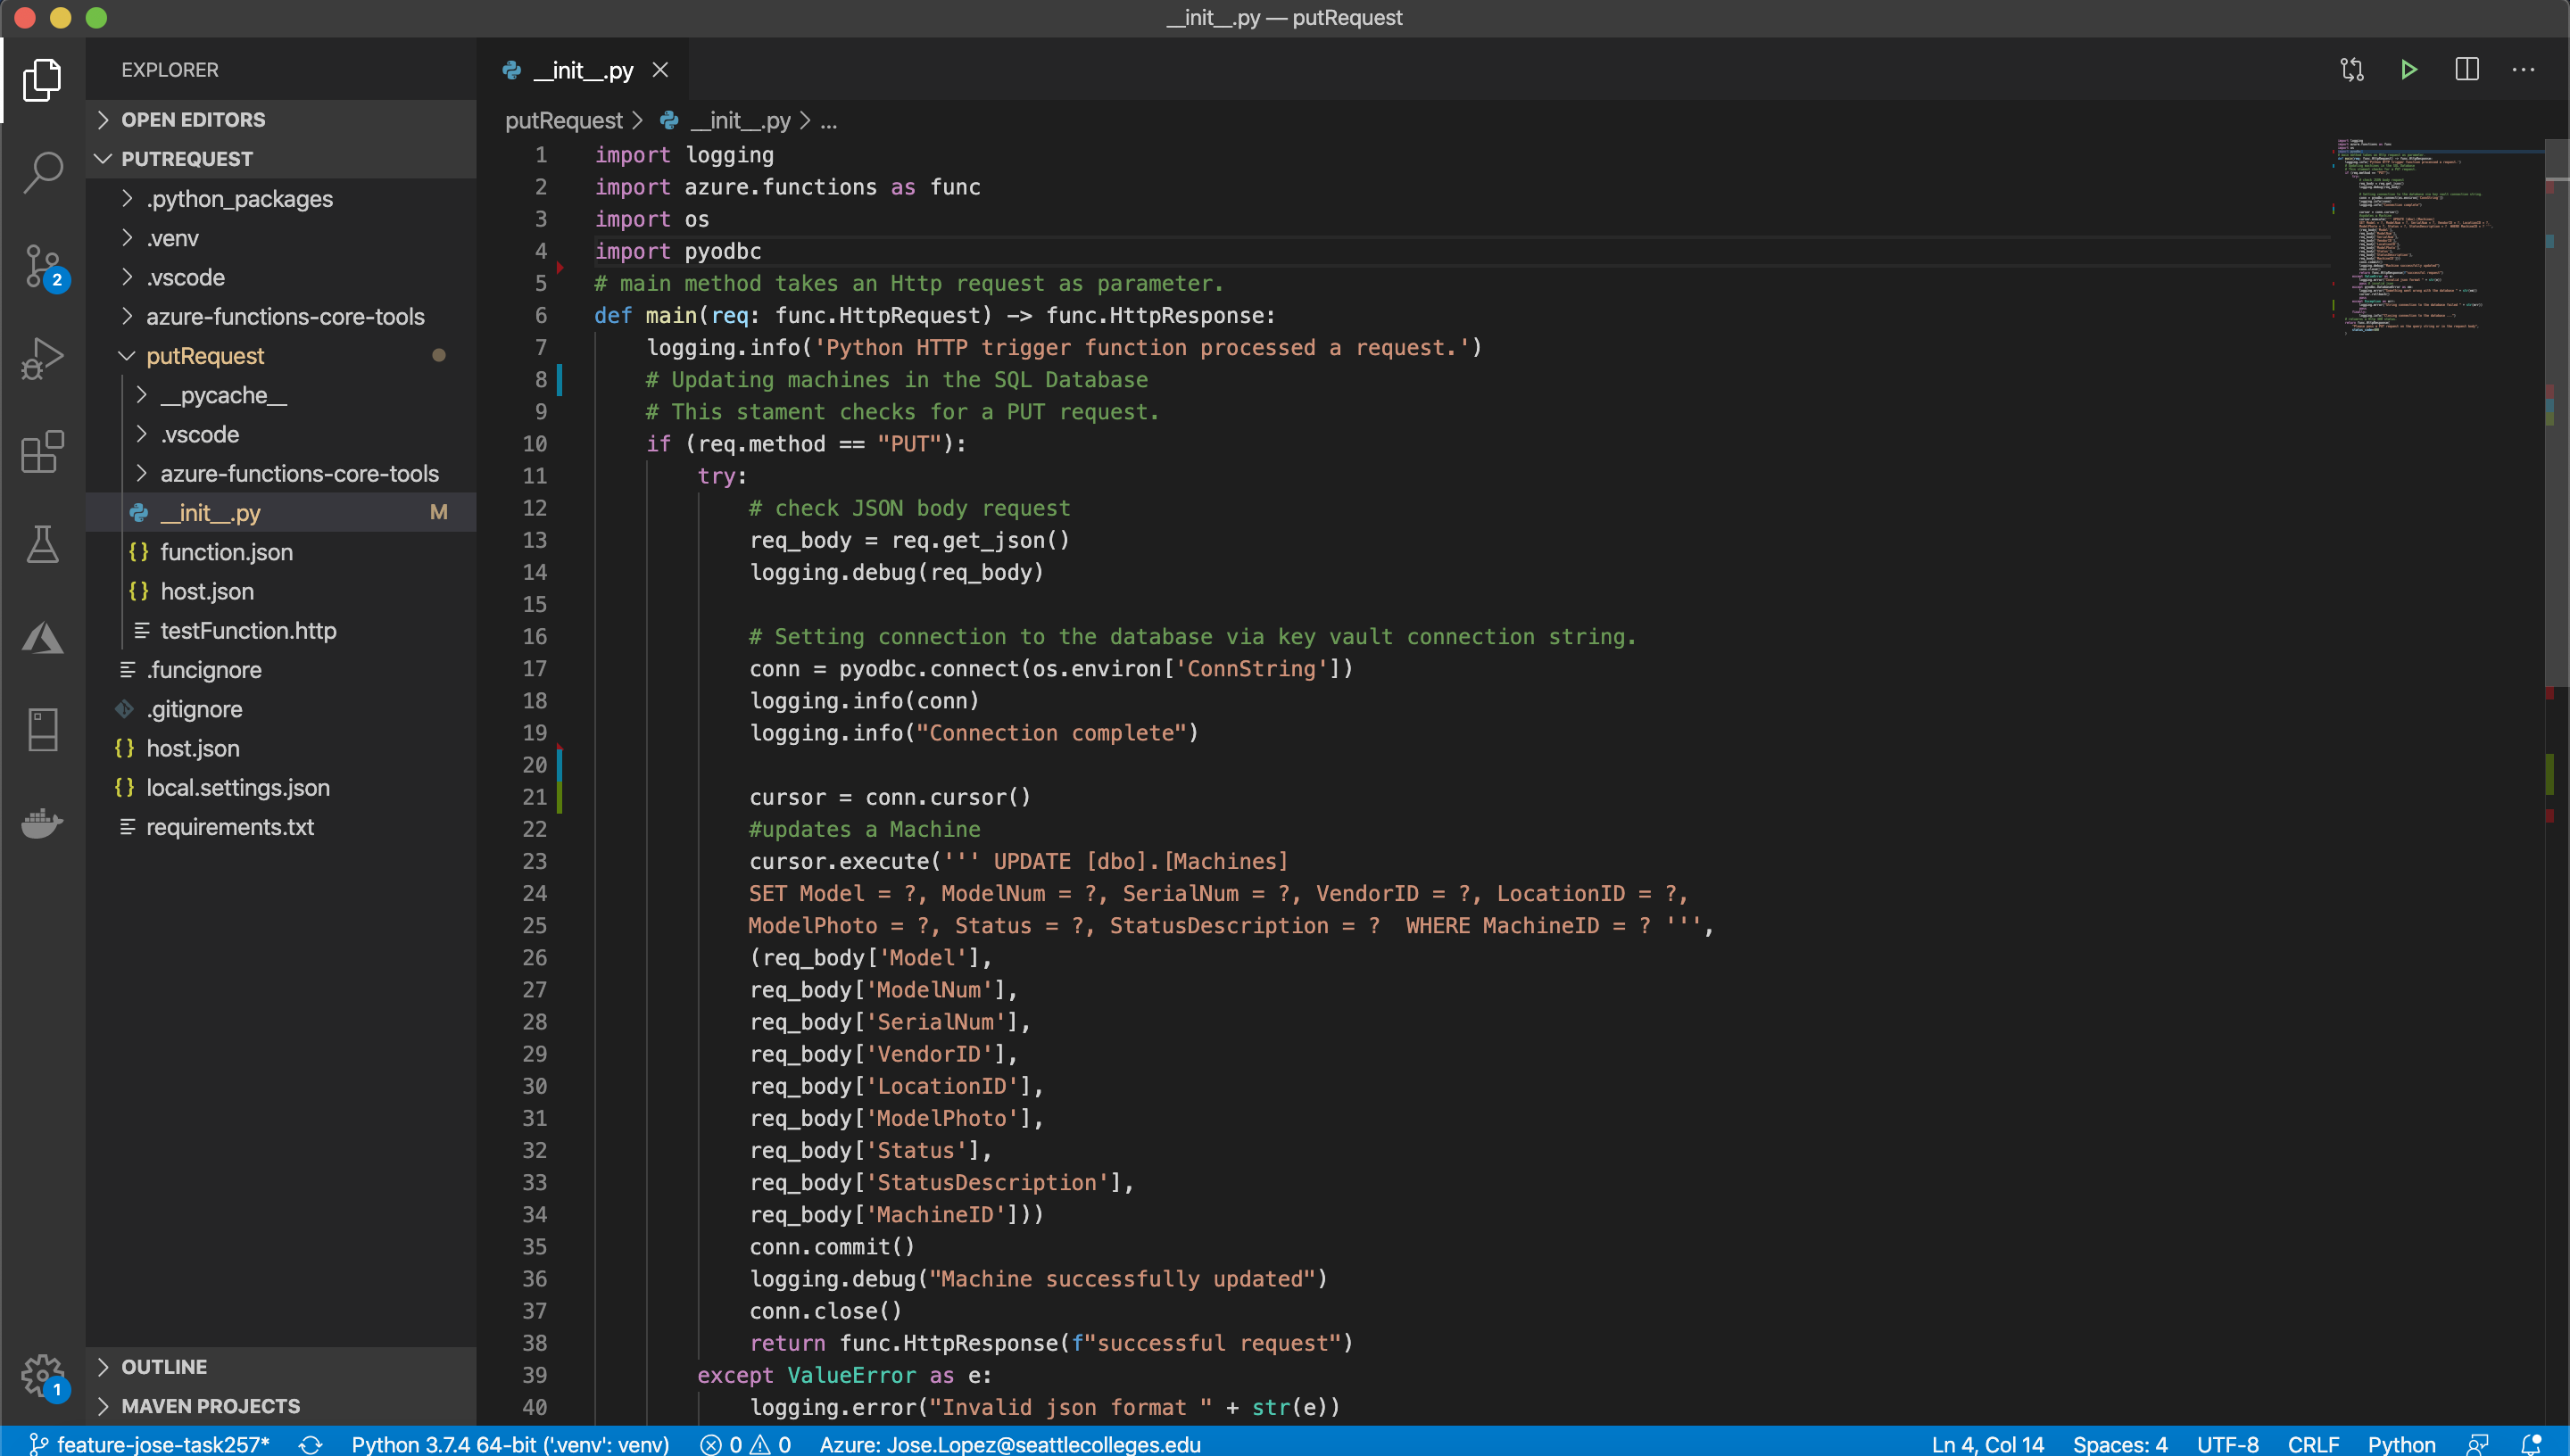 __init__.py — putRequest
EXPLORER
OPEN EDITORS
PUTREQUEST
.python_packages
.venv
.vscode
azure-functions-core-tools
putRequest
__pycache__
.vscode
azure-functions-core-tools
__init__.py M
function.json
host.json
testFunction.http
.funcignore
.gitignore
host.json
local.settings.json
requirements.txt
OUTLINE
MAVEN PROJECTS
2
1
__init__.py
putRequest > __init__.py > ...
1 import logging
2 import azure.functions as func
3 import os
4 import pyodbc
5 # main method takes an Http request as parameter.
6 def main(req: func.HttpRequest) -> func.HttpResponse:
7 logging.info('Python HTTP trigger function processed a request.')
8 # Updating machines in the SQL Database
9 # This stament checks for a PUT request.
10 if (req.method == "PUT"):
11 try:
12 # check JSON body request
13 req_body = req.get_json()
14 logging.debug(req_body)
15
16 # Setting connection to the database via key vault connection string.
17 conn = pyodbc.connect(os.environ['ConnString'])
18 logging.info(conn)
19 logging.info("Connection complete")
20
21 cursor = conn.cursor()
22 #updates a Machine
23 cursor.execute(''' UPDATE [dbo].[Machines]
24 SET Model = ?, ModelNum = ?, SerialNum = ?, VendorID = ?, LocationID = ?,
25 ModelPhoto = ?, Status = ?, StatusDescription = ?  WHERE MachineID = ? ''',
26 (req_body['Model'],
27 req_body['ModelNum'],
28 req_body['SerialNum'],
29 req_body['VendorID'],
30 req_body['LocationID'],
31 req_body['ModelPhoto'],
32 req_body['Status'],
33 req_body['StatusDescription'],
34 req_body['MachineID']))
35 conn.commit()
36 logging.debug("Machine successfully updated")
37 conn.close()
38 return func.HttpResponse(f"successful request")
39 except ValueError as e:
40 logging.error("Invalid json format " + str(e))
feature-jose-task257* Python 3.7.4 64-bit ('.venv': venv) 0 0 Azure: Jose.Lopez@seattlecolleges.edu Ln 4, Col 14 Spaces: 4 UTF-8 CRLF Python